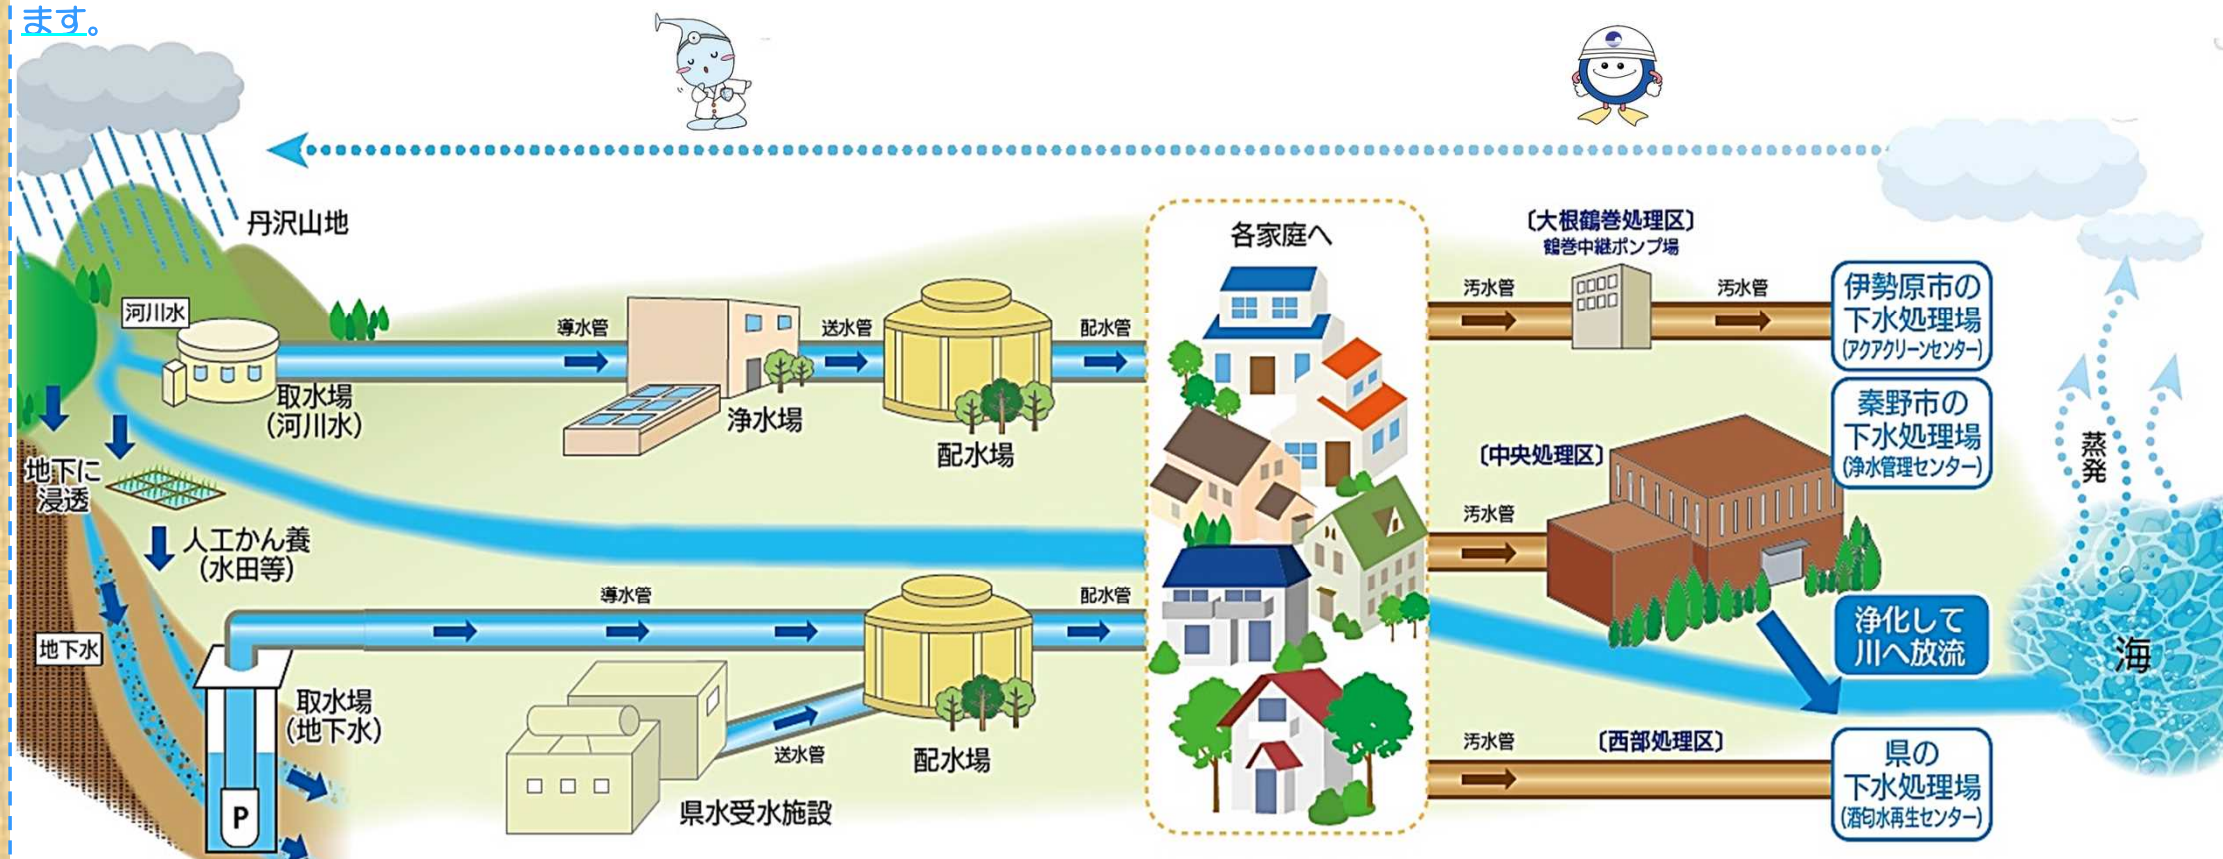 ます。
丹沢山地
河川水
取水場
(河川水)
導水管
浄水場
送水管
配水場
配水管
各家庭へ
〔大根鶴巻処理区〕
鶴巻中継ポンプ場
汚水管
汚水管
伊勢原市の
下水処理場
(アクアクリーンセンター)
秦野市の
下水処理場
(浄水管理センター)
〔中央処理区〕
汚水管
蒸発
地下に
浸透
人工かん養
(水田等)
地下水
取水場
(地下水)
P
導水管
配水管
配水場
送水管
県水受水施設
浄化して
川へ放流
海
汚水管
〔西部処理区〕
県の
下水処理場
(酒匂水再生センター)